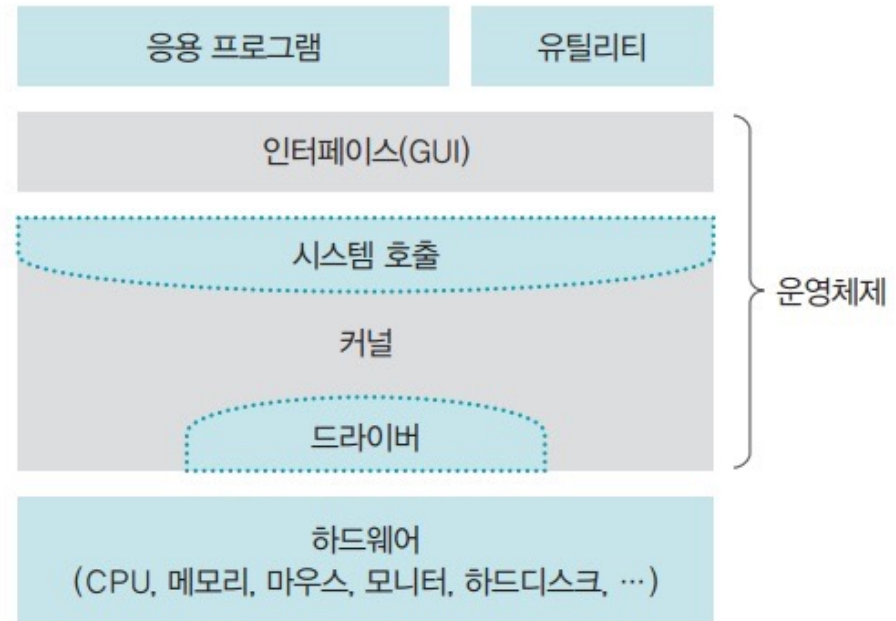 응용 프로그램
유틸리티
인터페이스(GUI)
시스템 호출
커널
드라이버
운영체제
하드웨어
(CPU, 메모리, 마우스, 모니터, 하드디스크, …)